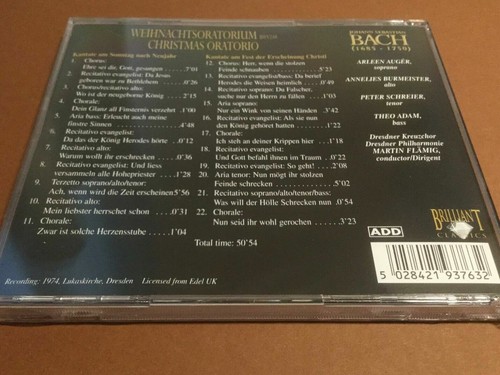 WEIHNACHTSORATORIUM BWV248
CHRISTMAS ORATORIO
Kantate am Sonntag nach Neujahr
1. Chorus:
Ehre sei dir, Gott, gesungen 7'01
2. Recitativo evangelist: Da Jesus
geboren war zu Bethlehem 0'26
3. Chorus/recitativo alto:
Wo ist der neugeborne König 2'15
4. Chorale:
Dein Glanz all Finsternis verzehrt 0'60
5. Aria bass: Erleucht auch meine
finstre Sinnen 4'48
6. Recitativo evangelist:
Da das der König Herodes hörte 0'12
7. Recitativo alto:
Warum wollt ihr erschrecken 0'36
8. Recitativo evangelist: Und liess
versammeln alle Hohepriester 1'28
9. Terzetto soprano/alto/tenor:
Ach, wenn wird die Zeit erscheinen 5'56
10. Recitativo alto:
Mein liebster herrschet schon 0'31
11. Chorale:
Zwar ist solche Herzensstube 1'04
Kantate am Fest der Erscheinung Christi
12. Chorus: Herr, wenn die stolzen
Feinde schnauben 5'23
13. Recitativo evangelist/bass: Da berief
Herodes die Weisen heimlich 0'49
14. Recitativo soprano: Du Falscher,
suche nur den Herrn zu fällen 1'03
15. Aria soprano:
Nur ein Wink von seinen Händen 3'42
16. Recitativo evangelist: Als sie nun
den König gehöret hatten 1'22
17. Chorale:
Ich steh an deiner Krippen hier 1'18
18. Recitativo evangelist:
Und Gott befahl ihnen im Traum 0'22
19. Recitativo evangelist: So geht! 2'08
20. Aria tenor: Nun mögt ihr stolzen
Feinde schrecken 5'02
21. Recitativo soprano/alto/tenor/bass:
Was will der Hölle Schrecken nun 0'54
22. Chorale:
Nun seid ihr wohl gerochen 3'23
Total time: 50'54
JOHANN SEBASTIAN
BACH
(1685 - 1750)
ARLEEN AUGÉR,
soprano
ANNELIES BURMEISTER,
alto
PETER SCHREIER,
tenor
THEO ADAM,
bass
Dresdner Kreuzchor
Dresdner Philharmonie
MARTIN FLÄMIG,
conductor/Dirigent
BRILLIANT
CLASSICS
ADD
5 028421 937632
Recording: 1974, Lukaskirche, Dresden Licensed from Edel UK